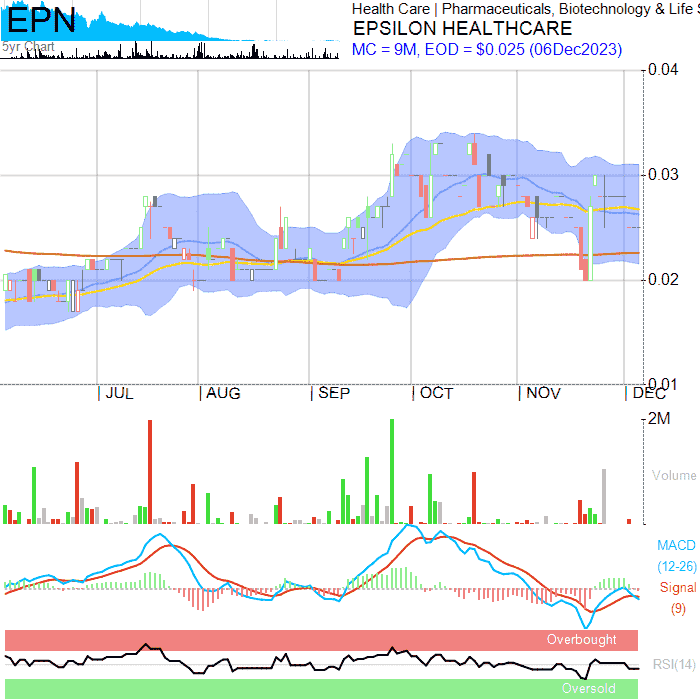 EPN
5yr Chart
Health Care | Pharmaceuticals, Biotechnology & Life S
EPSILON HEALTHCARE
MC = 9M, EOD = $0.025 (06Dec2023)
0.04
0.03
0.02
0.01
JUL
AUG
SEP
OCT
NOV
DEC
2M
Volume
MACD
(12-26)
Signal
(9)
Overbought
RSI(14)
Oversold